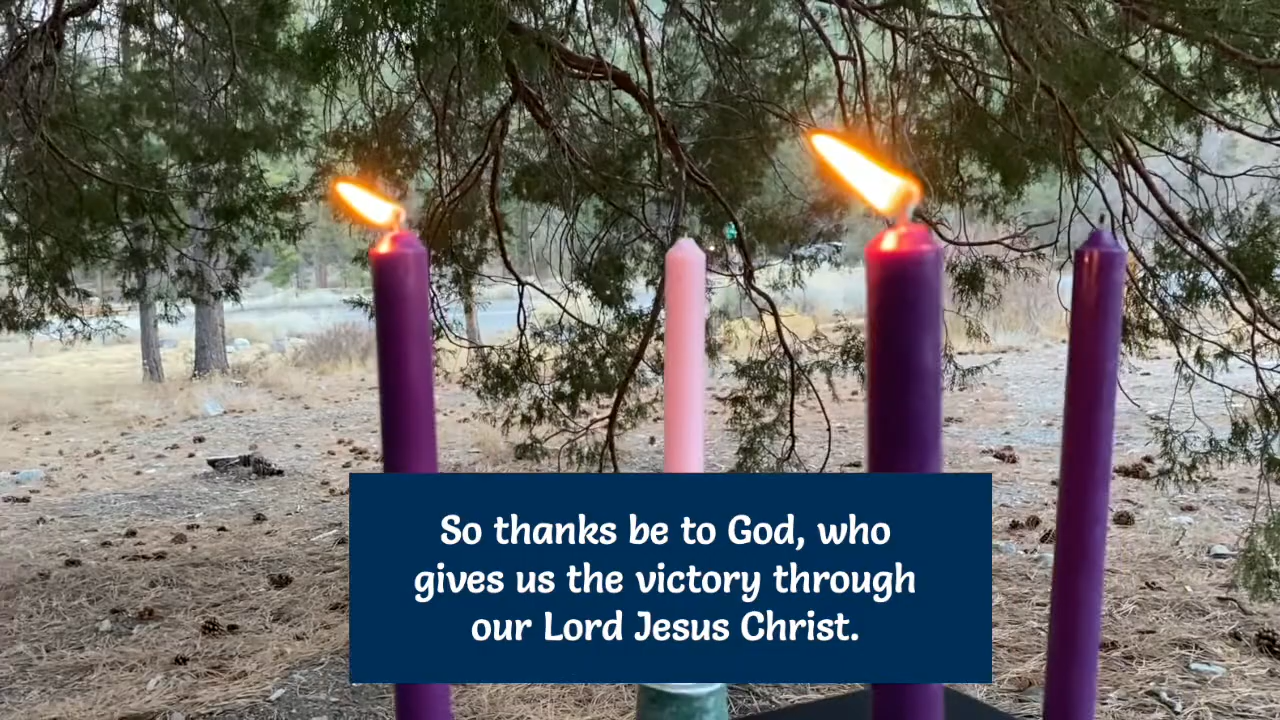 So thanks be to God, who
gives us the victory through
our Lord Jesus Christ.